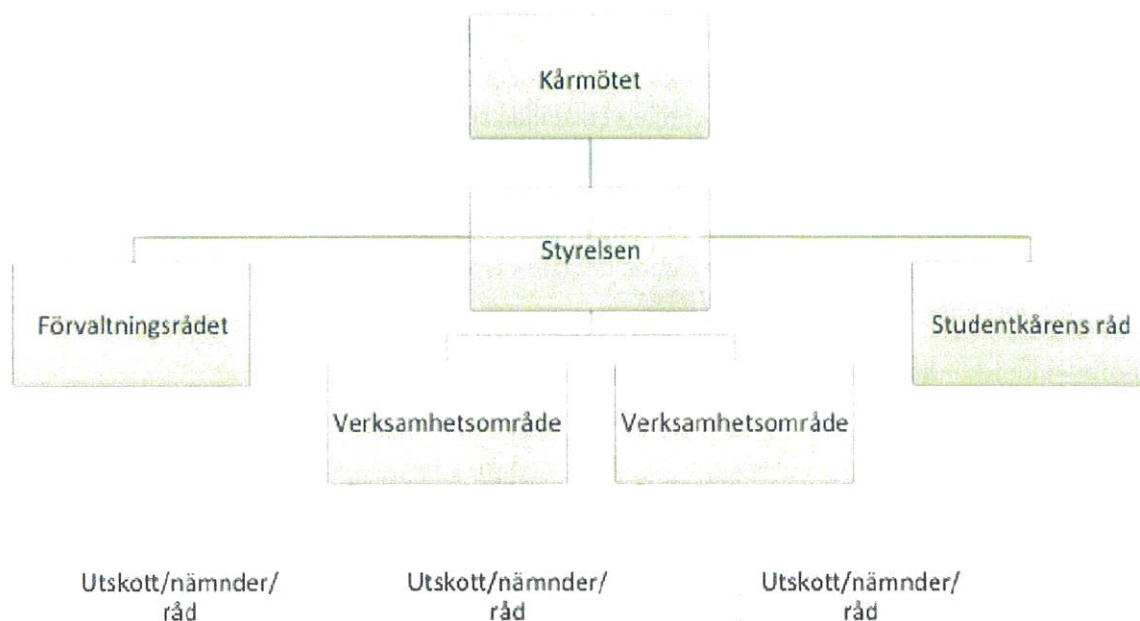 Kårmötet
Styrelsen
Förvaltningsrådet
Studentkårens råd
Verksamhetsområde
Verksamhetsområde
Utskott/nämnder/
råd
Utskott/nämnder/
råd
Utskott/nämnder/
råd